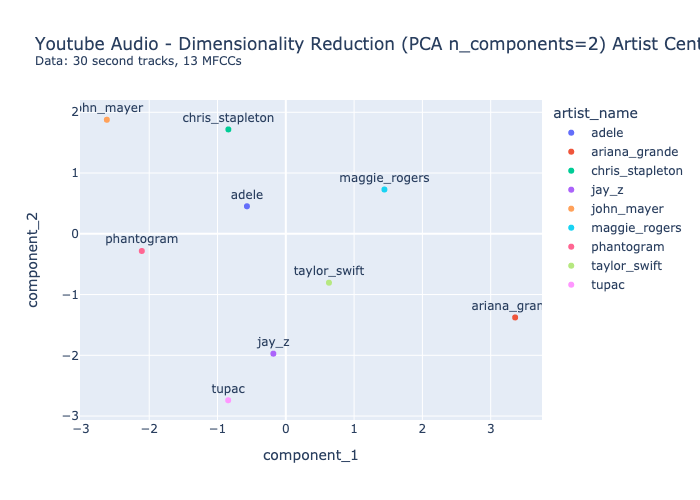 Youtube Audio - Dimensionality Reduction (PCA n_components=2) Artist Cent
Data: 30 second tracks, 13 MFCCs
artist_name
adele
ariana_grande
chris_stapleton
jay_z
john_mayer
maggie_rogers
phantogram
taylor_swift
tupac
hn_mayer
chris_stapleton
maggie_rogers
adele
phantogram
taylor_swift
ariana_gran
jay_z
tupac
2
1
0
−1
−2
−3
component_2
−3 −2 −1 0 1 2 3
component_1